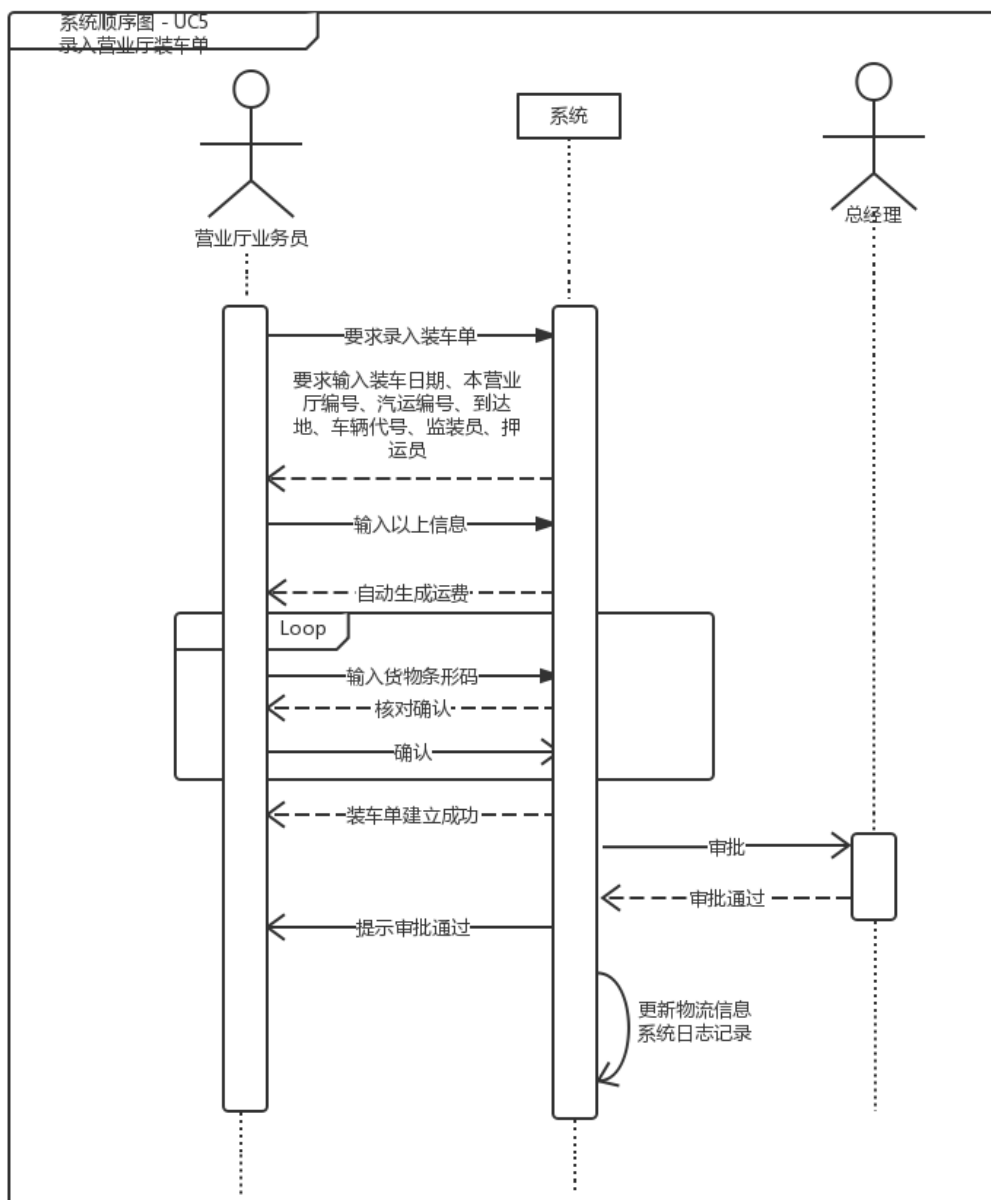 系统顺序图 - UC5
录入营业厅装车单
系统
总经理
营业厅业务员
要求录入装车单
要求输入装车日期、本营业
厅编号、汽运编号、到达
地、车辆代号、监装员、押
运员
输入以上信息
自动生成运费
Loop
输入货物条形码
核对确认
确认
装车单建立成功
审批
审批通过
提示审批通过
更新物流信息
系统日志记录